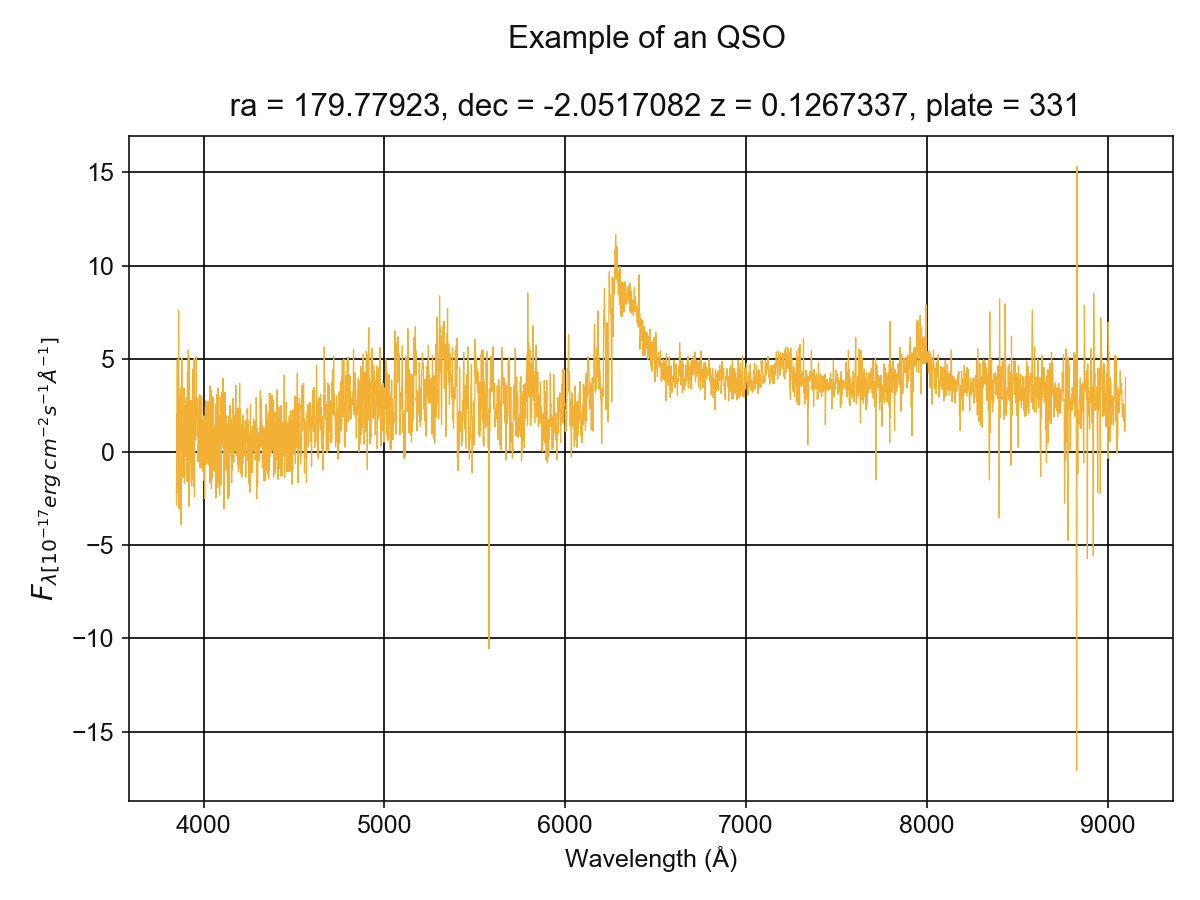 Example of an QSO
ra = 179.77923, dec = -2.0517082 z = 0.1267337, plate = 331
15
10
5
0
−5
−10
−15
F_{λ[10^{−17} erg cm^{−2} s^{−1} Å^{−1}]}
4000 5000 6000 7000 8000 9000
Wavelength (Å)